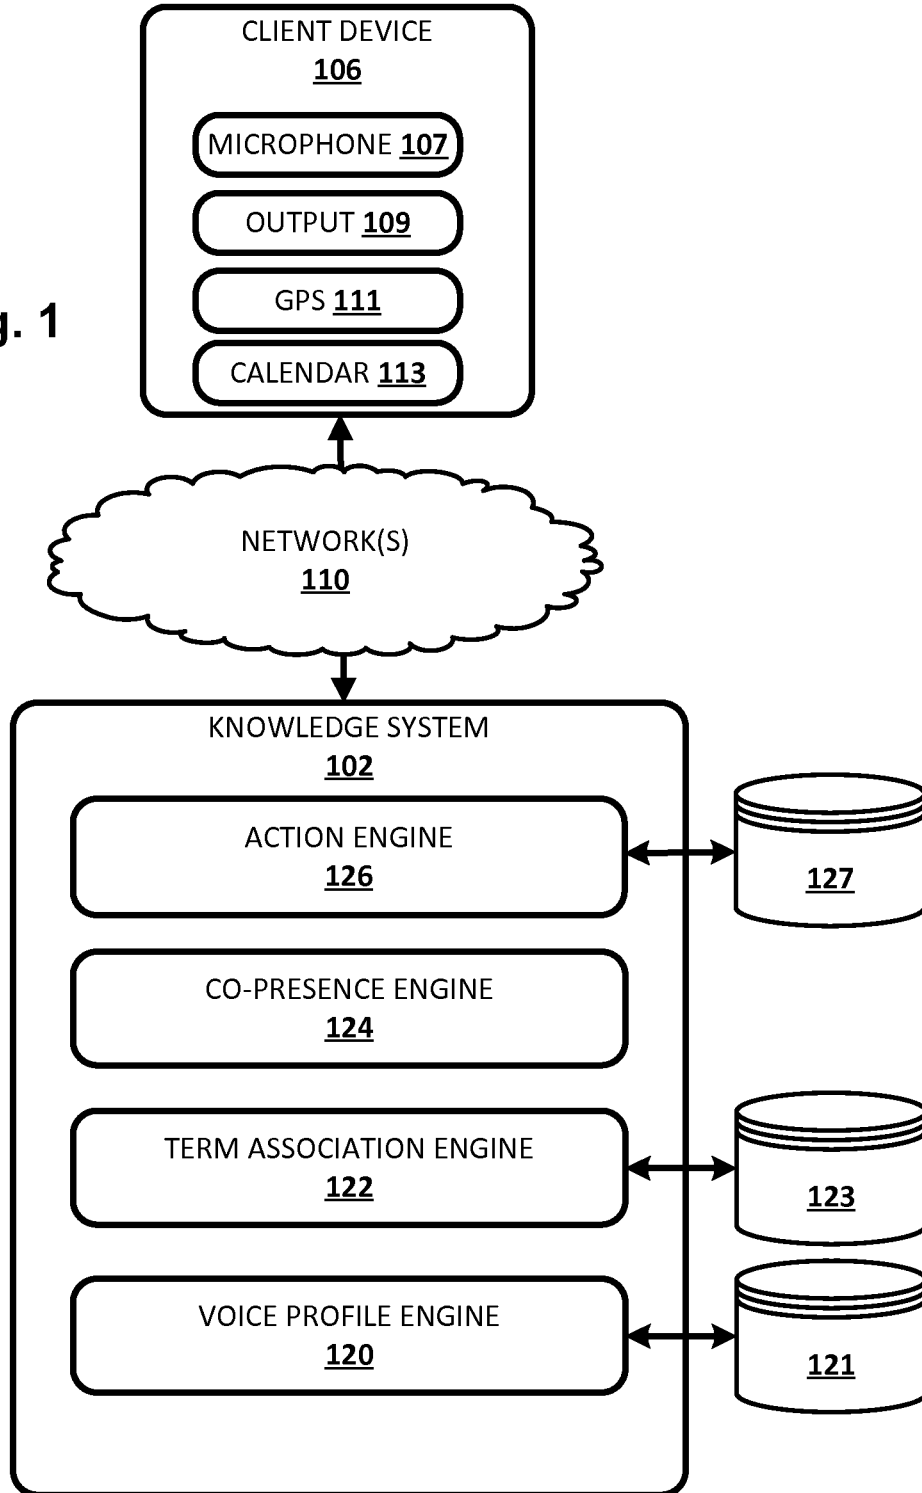 CLIENT DEVICE
106
MICROPHONE 107
OUTPUT 109
GPS 111
g. 1
CALENDAR 113
NETWORK(S)
110
KNOWLEDGE SYSTEM
102
ACTION ENGINE
126
127
CO-PRESENCE ENGINE
124
TERM ASSOCIATION ENGINE
122
123
VOICE PROFILE ENGINE
120
121